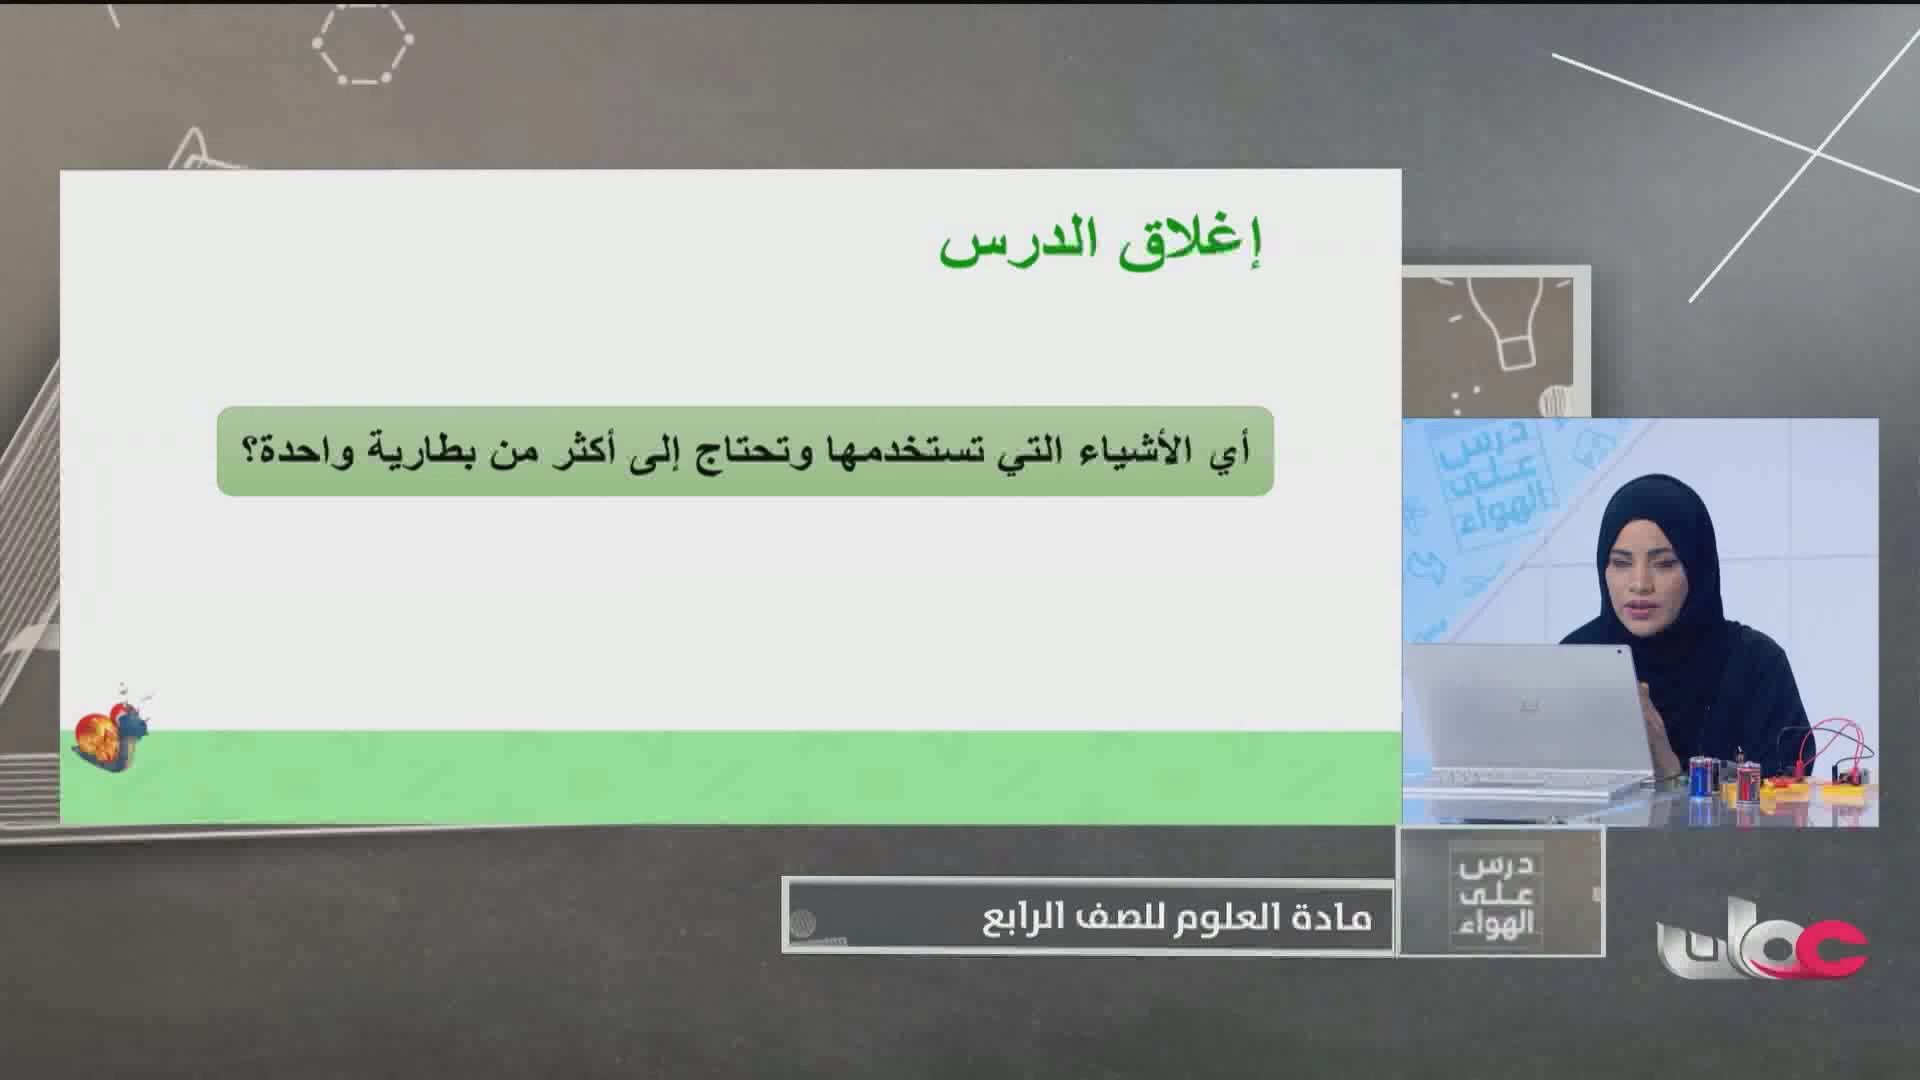 إغلاق الدرس
أي الأشياء التي تستخدمها وتحتاج إلى أكثر من بطارية واحدة؟
درس
على
الهواء
مادة العلوم للصف الرابع
درس
على
الهواء
عمان